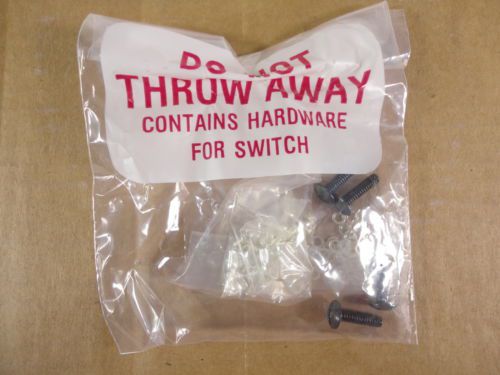 DO NOT
THROW AWAY
CONTAINS HARDWARE
FOR SWITCH